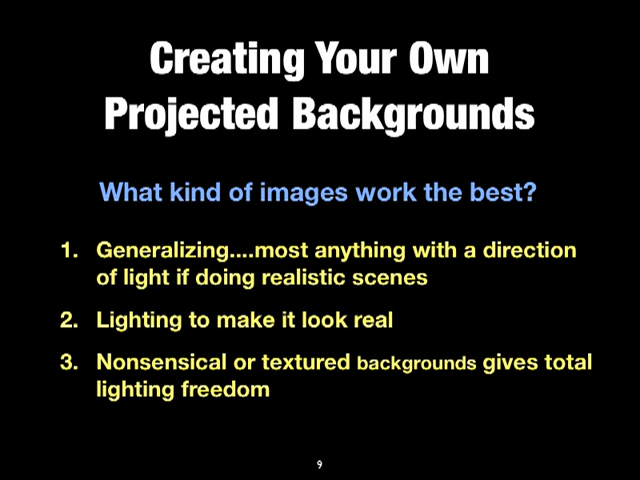 Creating Your Own
Projected Backgrounds
What kind of images work the best?
1. Generalizing....most anything with a direction
of light if doing realistic scenes
2. Lighting to make it look real
3. Nonsensical or textured backgrounds gives total
lighting freedom
9